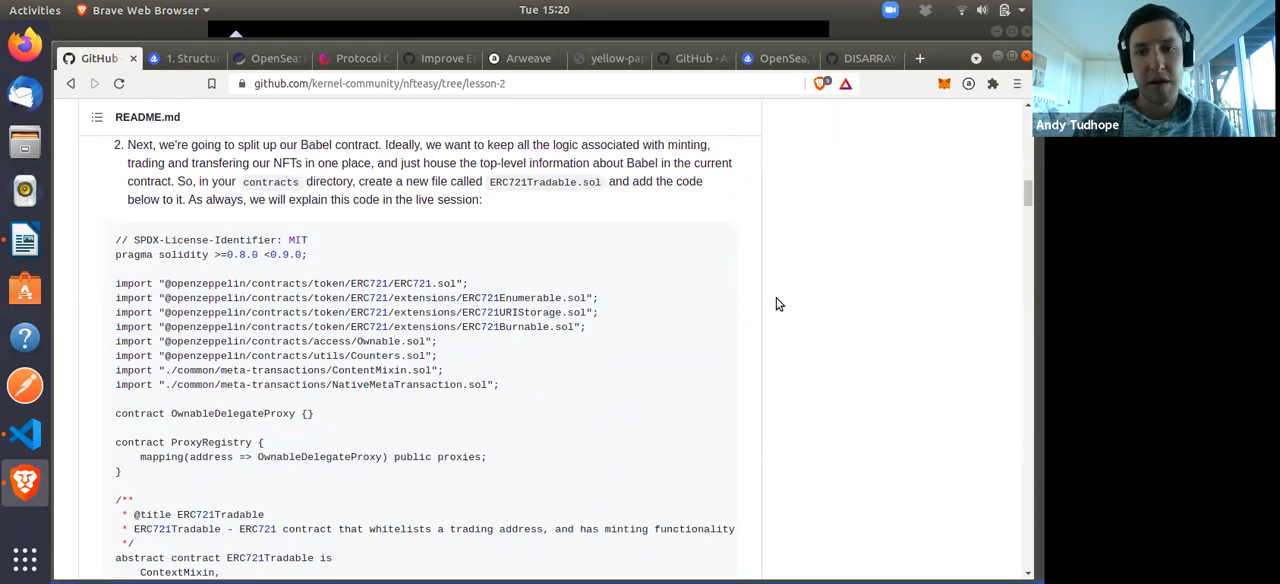 Activities
Brave Web Browser
Tue 15:20
GitHub -
1. Structur
OpenSea:
Protocol
Improve E
Arweave
yellow-pap
GitHub - A
OpenSea,
DISARRAY
github.com/kernel-community/nfteasy/tree/lesson-2
Andy Tudhope
README.md
2. Next, we're going to split up our Babel contract. Ideally, we want to keep all the logic associated with minting,
trading and transfering our NFTs in one place, and just house the top-level information about Babel in the current
contract. So, in your contracts directory, create a new file called ERC721Tradable.sol and add the code
below to it. As always, we will explain this code in the live session:
// SPDX-License-Identifier: MIT
pragma solidity >=0.8.0 <0.9.0;
import "@openzeppelin/contracts/token/ERC721/ERC721.sol";
import "@openzeppelin/contracts/token/ERC721/extensions/ERC721Enumerable.sol";
import "@openzeppelin/contracts/token/ERC721/extensions/ERC721URIStorage.sol";
import "@openzeppelin/contracts/token/ERC721/extensions/ERC721Burnable.sol";
import "@openzeppelin/contracts/access/Ownable.sol";
import "@openzeppelin/contracts/utils/Counters.sol";
import "./common/meta-transactions/ContentMixin.sol";
import "./common/meta-transactions/NativeMetaTransaction.sol";
contract OwnableDelegateProxy {}
contract ProxyRegistry {
mapping(address => OwnableDelegateProxy) public proxies;
}
/**
* @title ERC721Tradable
* ERC721Tradable - ERC721 contract that whitelists a trading address, and has minting functionality
*/
abstract contract ERC721Tradable is
ContextMixin,